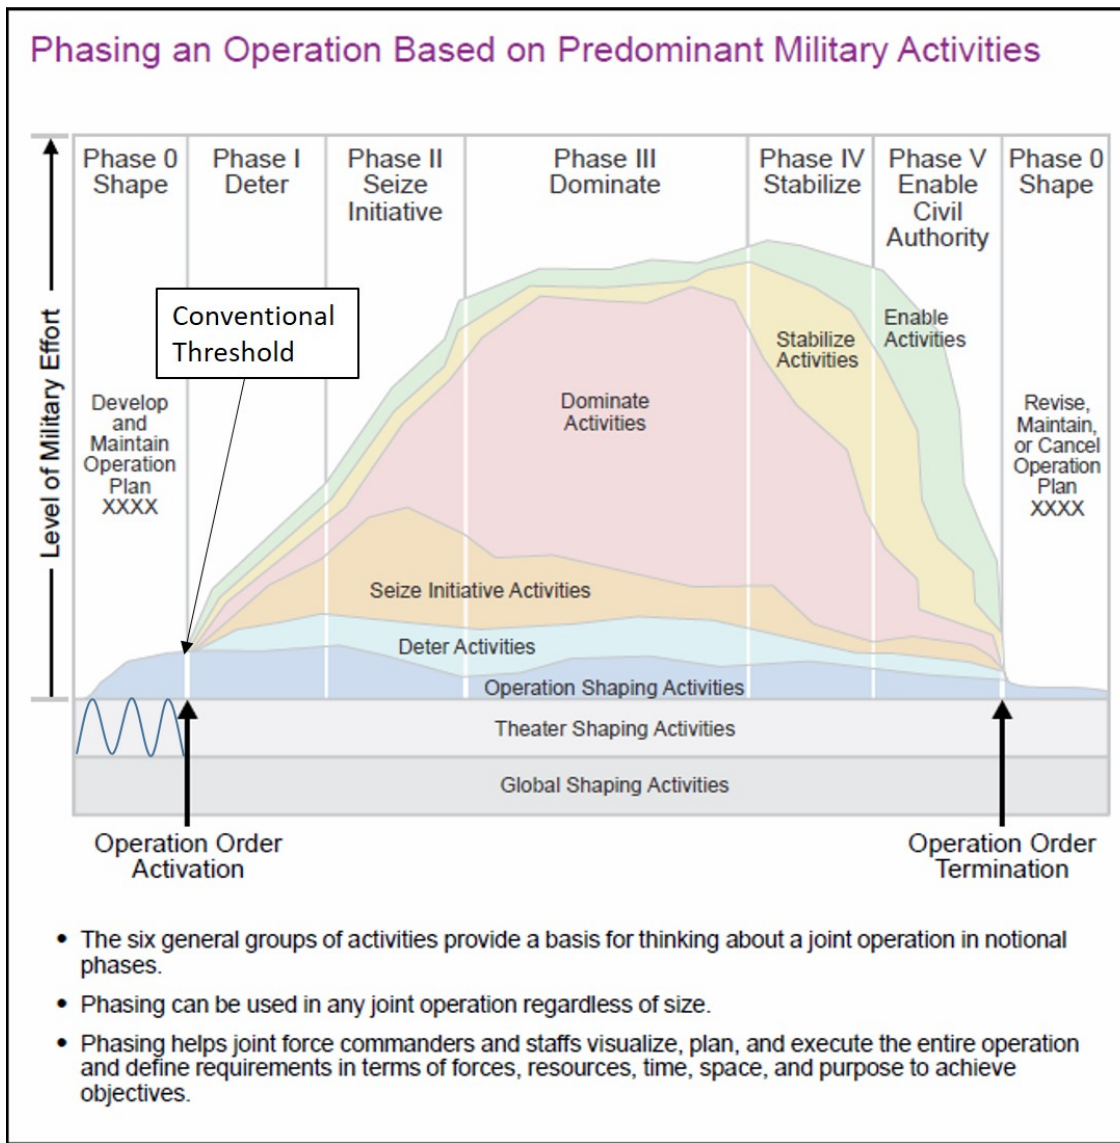 Phasing an Operation Based on Predominant Military Activities
Level of Military Effort
Phase 0
Shape
Phase I
Deter
Phase II
Seize
Initiative
Phase III
Dominate
Phase IV
Stabilize
Phase V
Enable
Civil
Authority
Phase 0
Shape
Conventional
Threshold
Develop
and
Maintain
Operation
Plan
XXXX
Dominate
Activities
Stabilize
Activities
Enable
Activities
Revise,
Maintain,
or Cancel
Operation
Plan
XXXX
Seize Initiative Activities
Deter Activities
Operation Shaping Activities
Theater Shaping Activities
Global Shaping Activities
Operation Order
Activation
Operation Order
Termination
• The six general groups of activities provide a basis for thinking about a joint operation in notional
phases.
• Phasing can be used in any joint operation regardless of size.
• Phasing helps joint force commanders and staffs visualize, plan, and execute the entire operation
and define requirements in terms of forces, resources, time, space, and purpose to achieve
objectives.